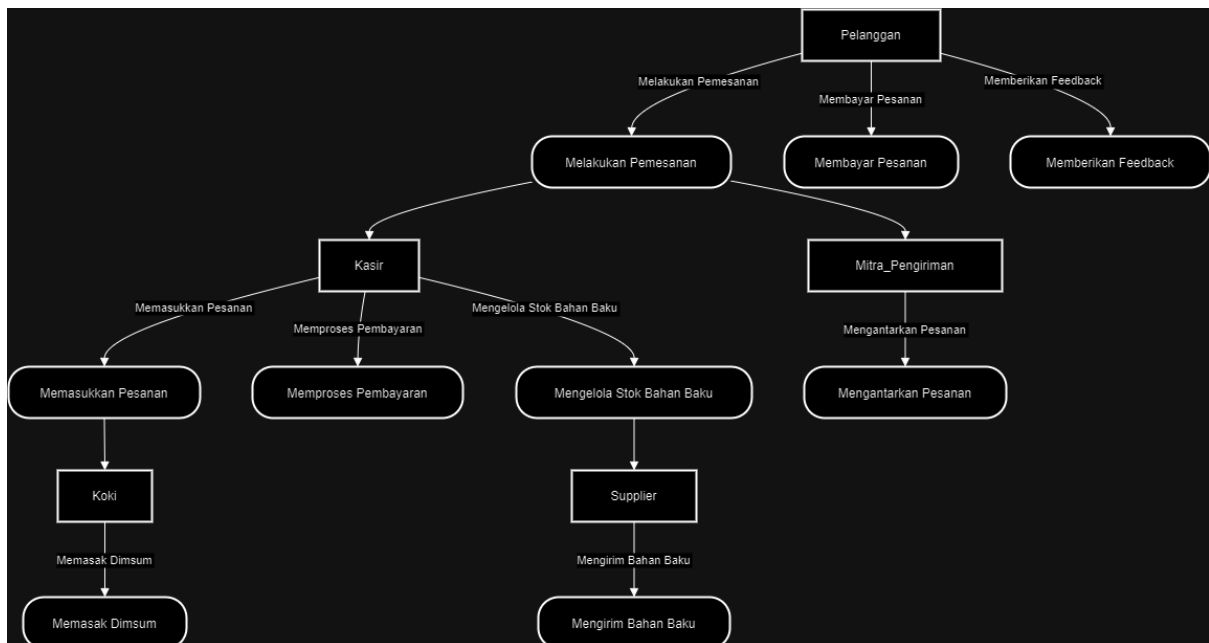 Pelanggan
Melakukan Pemesanan
Membayar Pesanan
Memberikan Feedback
Melakukan Pemesanan
Membayar Pesanan
Memberikan Feedback
Kasir
Mitra_Pengiriman
Memasukkan Pesanan
Memproses Pembayaran
Mengelola Stok Bahan Baku
Mengantarkan Pesanan
Memasukkan Pesanan
Memproses Pembayaran
Mengelola Stok Bahan Baku
Mengantarkan Pesanan
Koki
Supplier
Memasak Dimsum
Mengirim Bahan Baku
Memasak Dimsum
Mengirim Bahan Baku